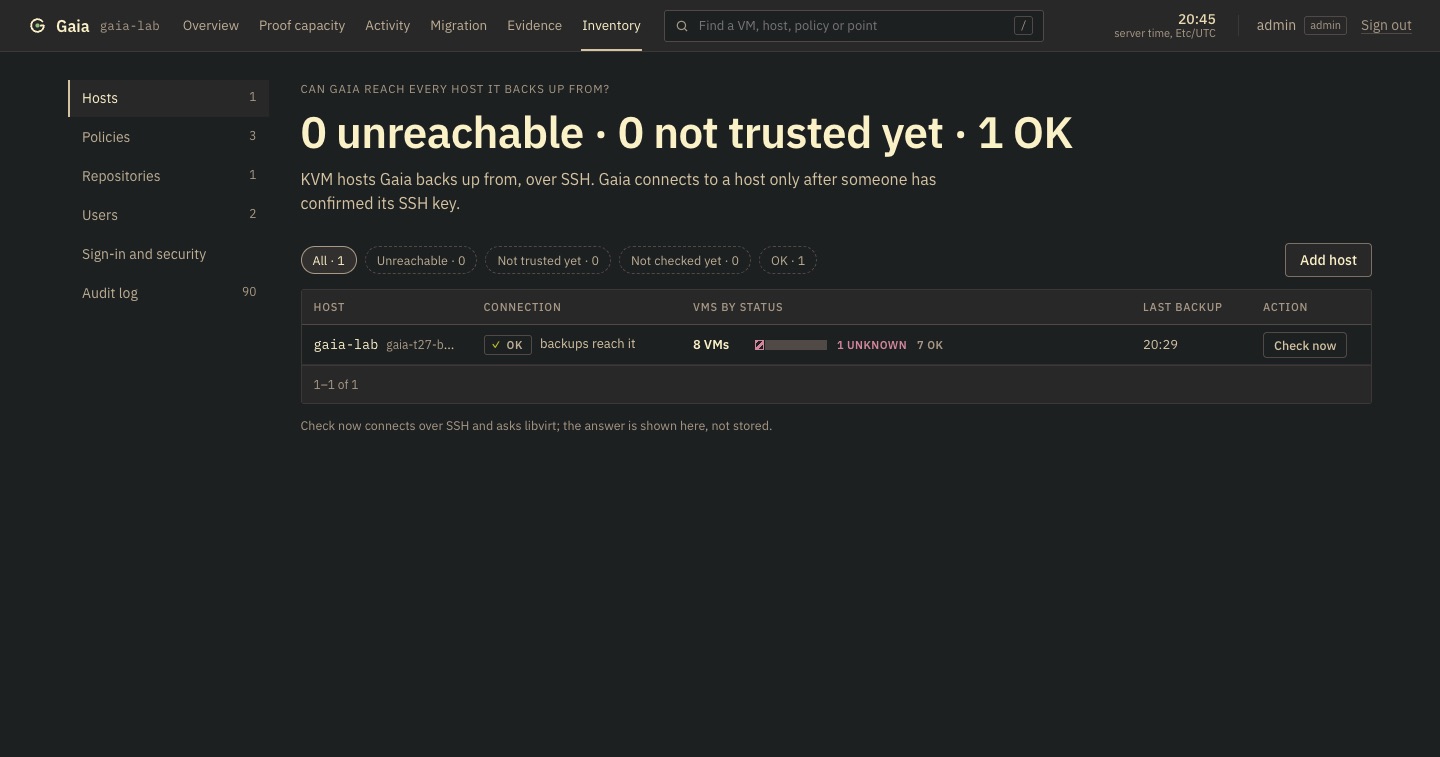 Gaia gaia-lab Overview Proof capacity Activity Migration Evidence Inventory Find a VM, host, policy or point / 20:45 admin admin Sign out
server time, Etc/UTC
Hosts 1
Policies 3
Repositories 1
Users 2
Sign-in and security
Audit log 90
CAN GAIA REACH EVERY HOST IT BACKS UP FROM?
0 unreachable · 0 not trusted yet · 1 OK
KVM hosts Gaia backs up from, over SSH. Gaia connects to a host only after someone has
confirmed its SSH key.
All · 1 Unreachable · 0 Not trusted yet · 0 Not checked yet · 0 OK · 1 Add host
HOST CONNECTION VMS BY STATUS LAST BACKUP ACTION
gaia-lab gaia-t27-b... ✓ OK backups reach it 8 VMs 1 UNKNOWN 7 OK 20:29 Check now
1–1 of 1
Check now connects over SSH and asks libvirt; the answer is shown here, not stored.